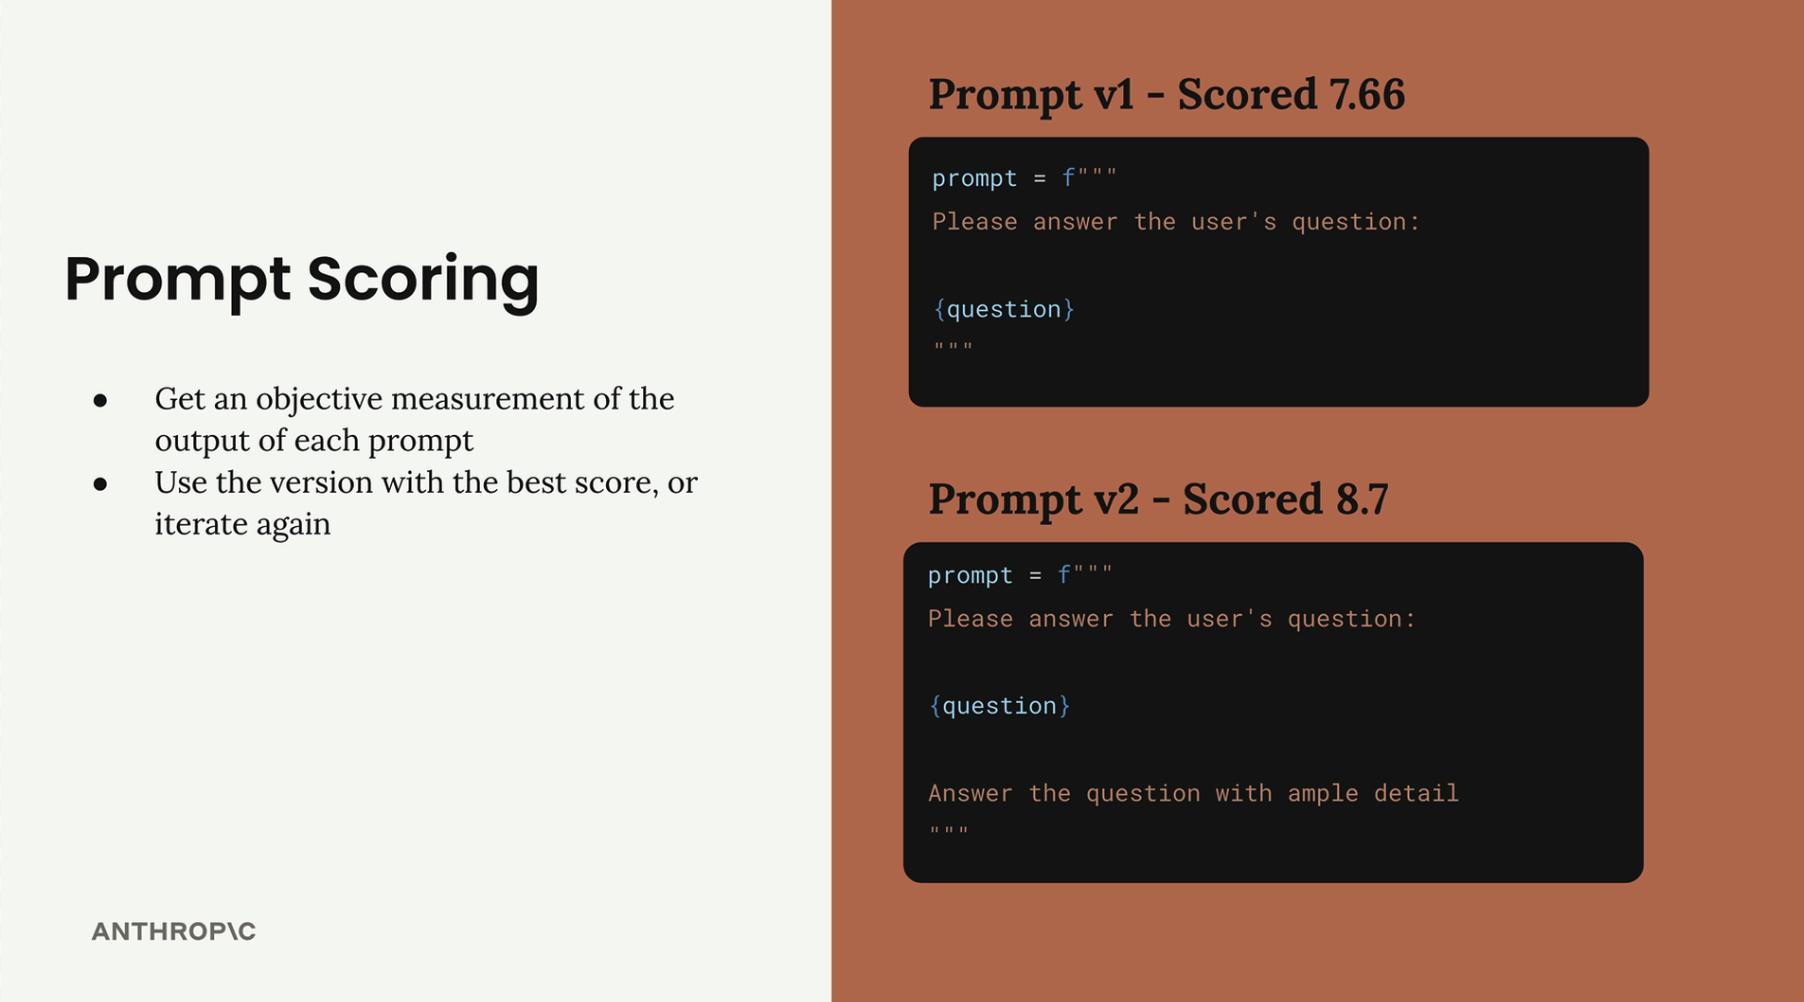 Prompt Scoring
● Get an objective measurement of the
output of each prompt
● Use the version with the best score, or
iterate again
ANTHROP\C
Prompt v1 - Scored 7.66
prompt = f"""
Please answer the user's question:
{question}
"""
Prompt v2 - Scored 8.7
prompt = f"""
Please answer the user's question:
{question}
Answer the question with ample detail
"""